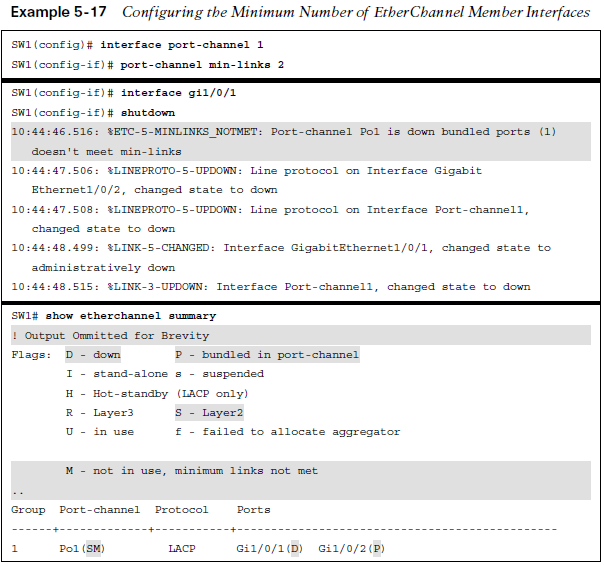 Example 5-17 Configuring the Minimum Number of EtherChannel Member Interfaces
SW1(config)# interface port-channel 1
SW1(config-if)# port-channel min-links 2
SW1(config-if)# interface gi1/0/1
SW1(config-if)# shutdown
10:44:46.516: %ETC-5-MINLINKS_NOTMET: Port-channel Po1 is down bundled ports (1)
doesn't meet min-links
10:44:47.506: %LINEPROTO-5-UPDOWN: Line protocol on Interface Gigabit
Ethernet1/0/2, changed state to down
10:44:47.508: %LINEPROTO-5-UPDOWN: Line protocol on Interface Port-channel1,
changed state to down
10:44:48.499: %LINK-5-CHANGED: Interface GigabitEthernet1/0/1, changed state to
administratively down
10:44:48.515: %LINK-3-UPDOWN: Interface Port-channel1, changed state to down
SW1# show etherchannel summary
! Output Ommitted for Brevity
Flags: D - down P - bundled in port-channel
I - stand-alone s - suspended
H - Hot-standby (LACP only)
R - Layer3 S - Layer2
U - in use f - failed to allocate aggregator
M - not in use, minimum links not met
..
Group Port-channel Protocol Ports
------+-------------+-----------+-----------------------------------------------
1 Po1(SM) LACP Gi1/0/1(D) Gi1/0/2(P)